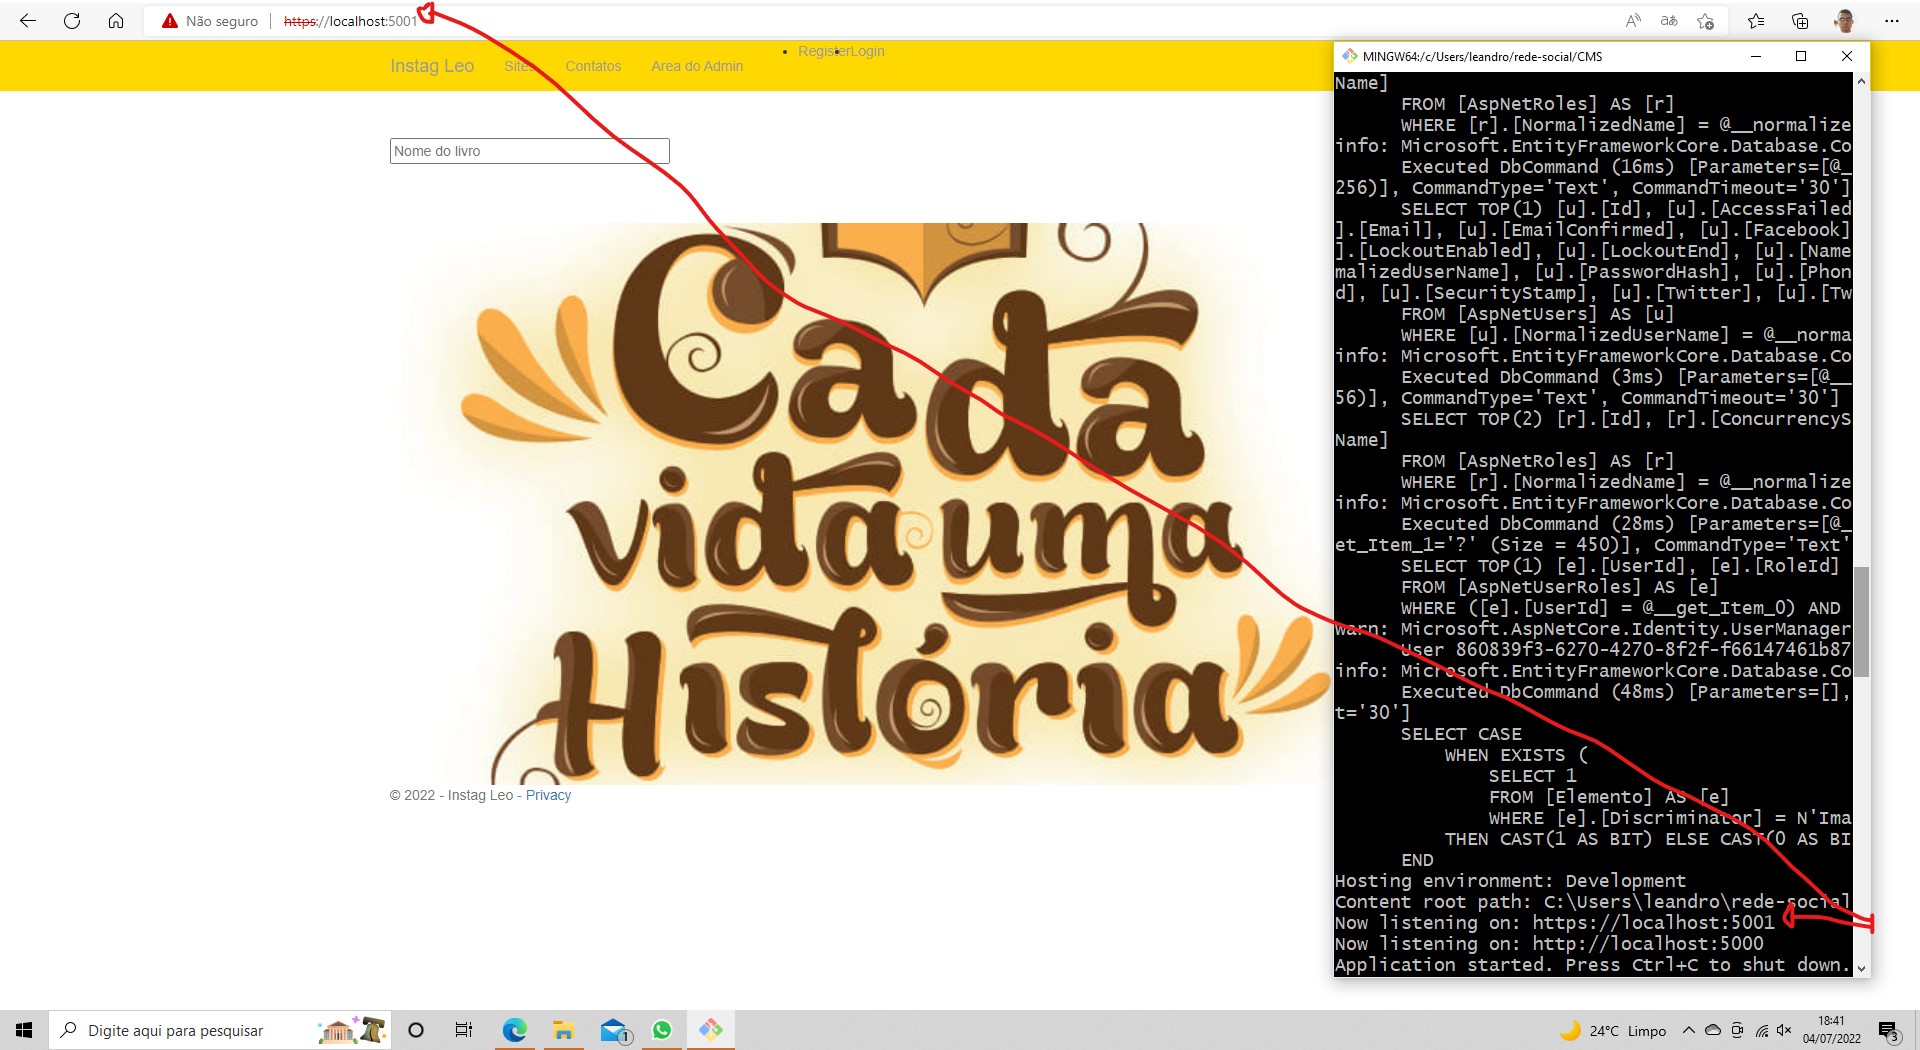 Não seguro
https://localhost:5001
Instag Leo
Sites
Contatos
Area do Admin
Register
Login
Nome do livro
Cada
vida uma
História
© 2022 - Instag Leo - Privacy
MINGW64:/c/Users/leandro/rede-social/CMS
Name]
FROM [AspNetRoles] AS [r]
WHERE [r].[NormalizedName] = @__normalize
info: Microsoft.EntityFrameworkCore.Database.Co
Executed DbCommand (16ms) [Parameters=[@_
256)], CommandType='Text', CommandTimeout='30']
SELECT TOP(1) [u].[Id], [u].[AccessFailed
].[Email], [u].[EmailConfirmed], [u].[Facebook]
].[LockoutEnabled], [u].[LockoutEnd], [u].[Name
malizedUserName], [u].[PasswordHash], [u].[Phon
d], [u].[SecurityStamp], [u].[Twitter], [u].[Tw
FROM [AspNetUsers] AS [u]
WHERE [u].[NormalizedUserName] = @__norma
info: Microsoft.EntityFrameworkCore.Database.Co
Executed DbCommand (3ms) [Parameters=[@__
56)], CommandType='Text', CommandTimeout='30']
SELECT TOP(2) [r].[Id], [r].[ConcurrencyS
Name]
FROM [AspNetRoles] AS [r]
WHERE [r].[NormalizedName] = @__normalize
info: Microsoft.EntityFrameworkCore.Database.Co
Executed DbCommand (28ms) [Parameters=[@_
et_Item_1='?' (Size = 450)], CommandType='Text'
SELECT TOP(1) [e].[UserId], [e].[RoleId]
FROM [AspNetUserRoles] AS [e]
WHERE ([e].[UserId] = @__get_Item_0) AND
warn: Microsoft.AspNetCore.Identity.UserManager
User 860839f3-6270-4270-8f2f-f66147461b87
info: Microsoft.EntityFrameworkCore.Database.Co
Executed DbCommand (48ms) [Parameters=[],
t='30']
SELECT CASE
WHEN EXISTS (
SELECT 1
FROM [Elemento] AS [e]
WHERE [e].[Discriminator] = N'Ima
THEN CAST(1 AS BIT) ELSE CAST(0 AS BI
END
Hosting environment: Development
Content root path: C:\Users\leandro\rede-social
Now listening on: https://localhost:5001
Now listening on: http://localhost:5000
Application started. Press Ctrl+C to shut down.
Digite aqui para pesquisar
1
24°C Limpo
18:41
04/07/2022
3